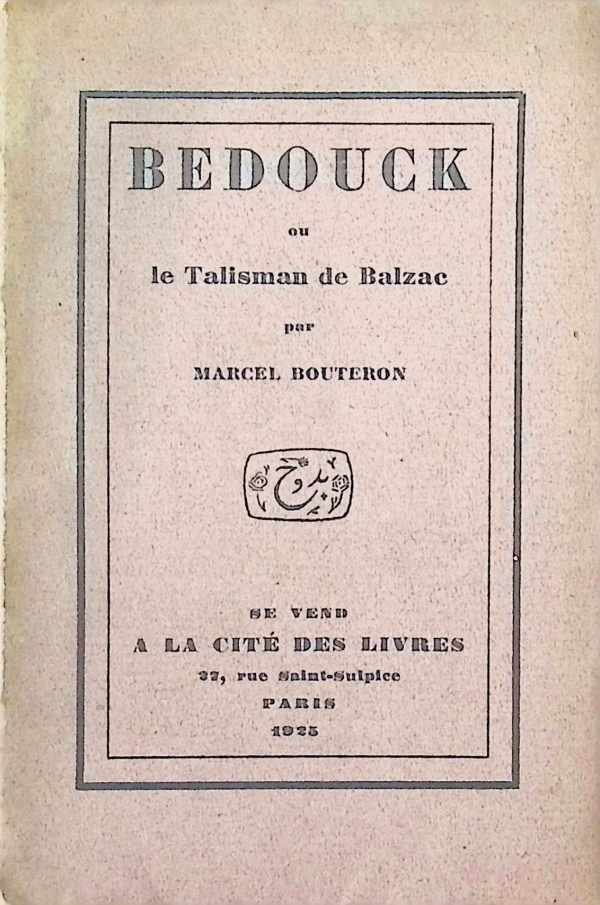 BEDOUCK
ou
le Talisman de Balzac
par
MARCEL BOUTERON
بدوح
SE VEND
A LA CITÉ DES LIVRES
27, rue Saint-Sulpice
PARIS
1925